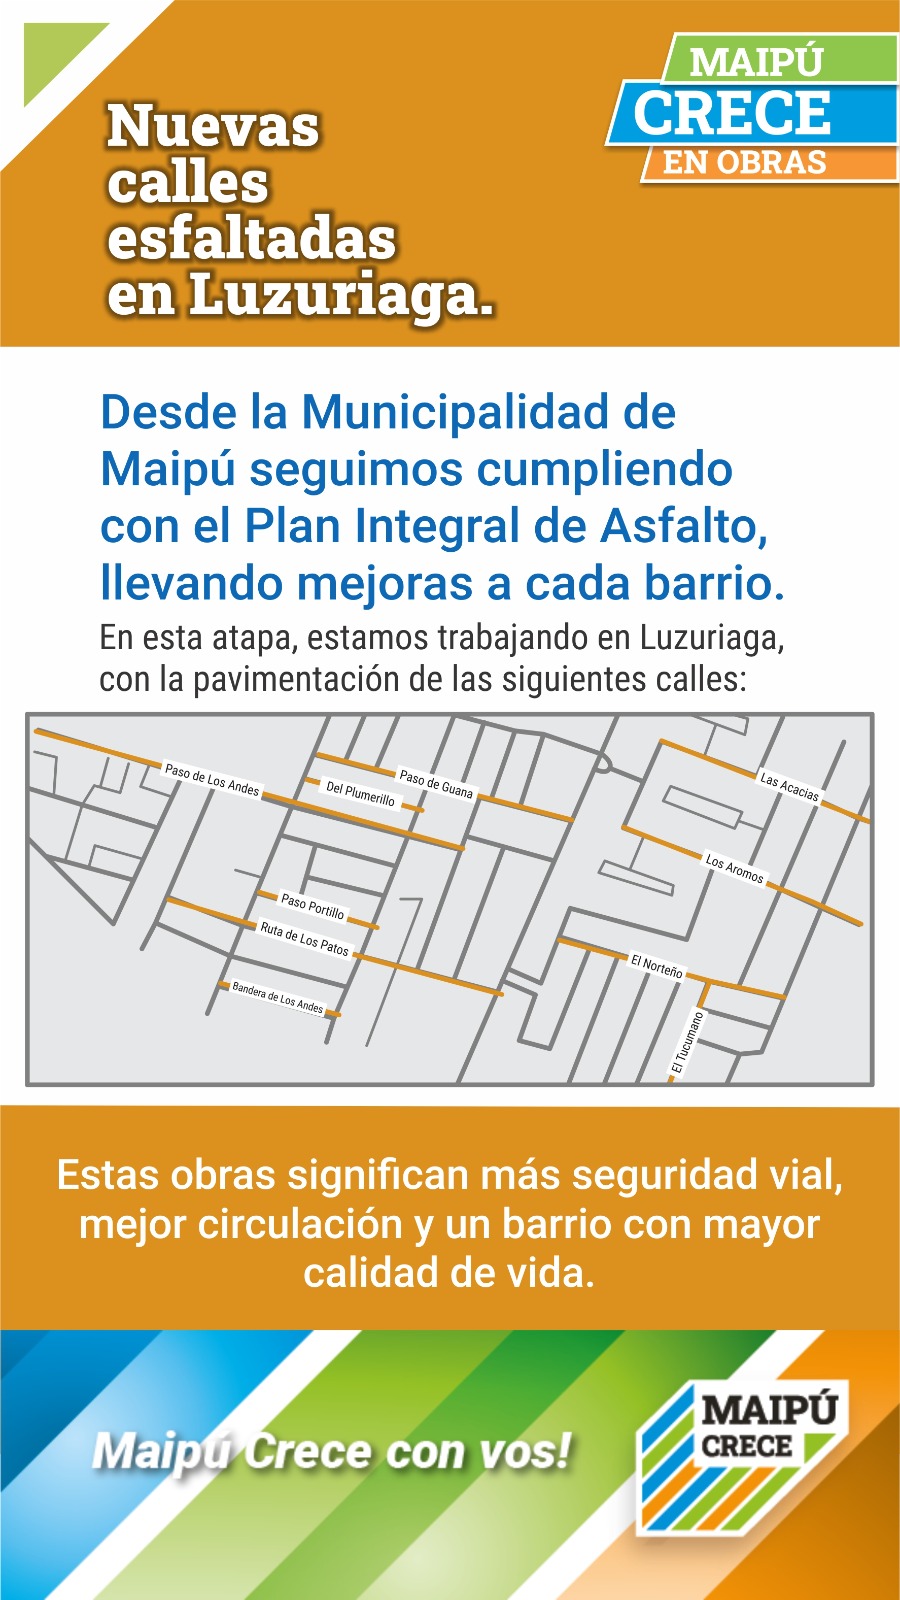 MAIPÚ
CRECE
EN OBRAS
Nuevas
calles
esfaltadas
en Luzuriaga.
Desde la Municipalidad de
Maipú seguimos cumpliendo
con el Plan Integral de Asfalto,
llevando mejoras a cada barrio.
En esta atapa, estamos trabajando en Luzuriaga,
con la pavimentación de las siguientes calles:
Paso de Los Andes
Del Plumerillo
Paso de Guana
Las Acacias
Los Aromos
Paso Portillo
Ruta de Los Patos
Bandera de Los Andes
El Norteño
El Tucumano
Estas obras significan más seguridad vial,
mejor circulación y un barrio con mayor
calidad de vida.
Maipú Crece con vos!
MAIPÚ
CRECE